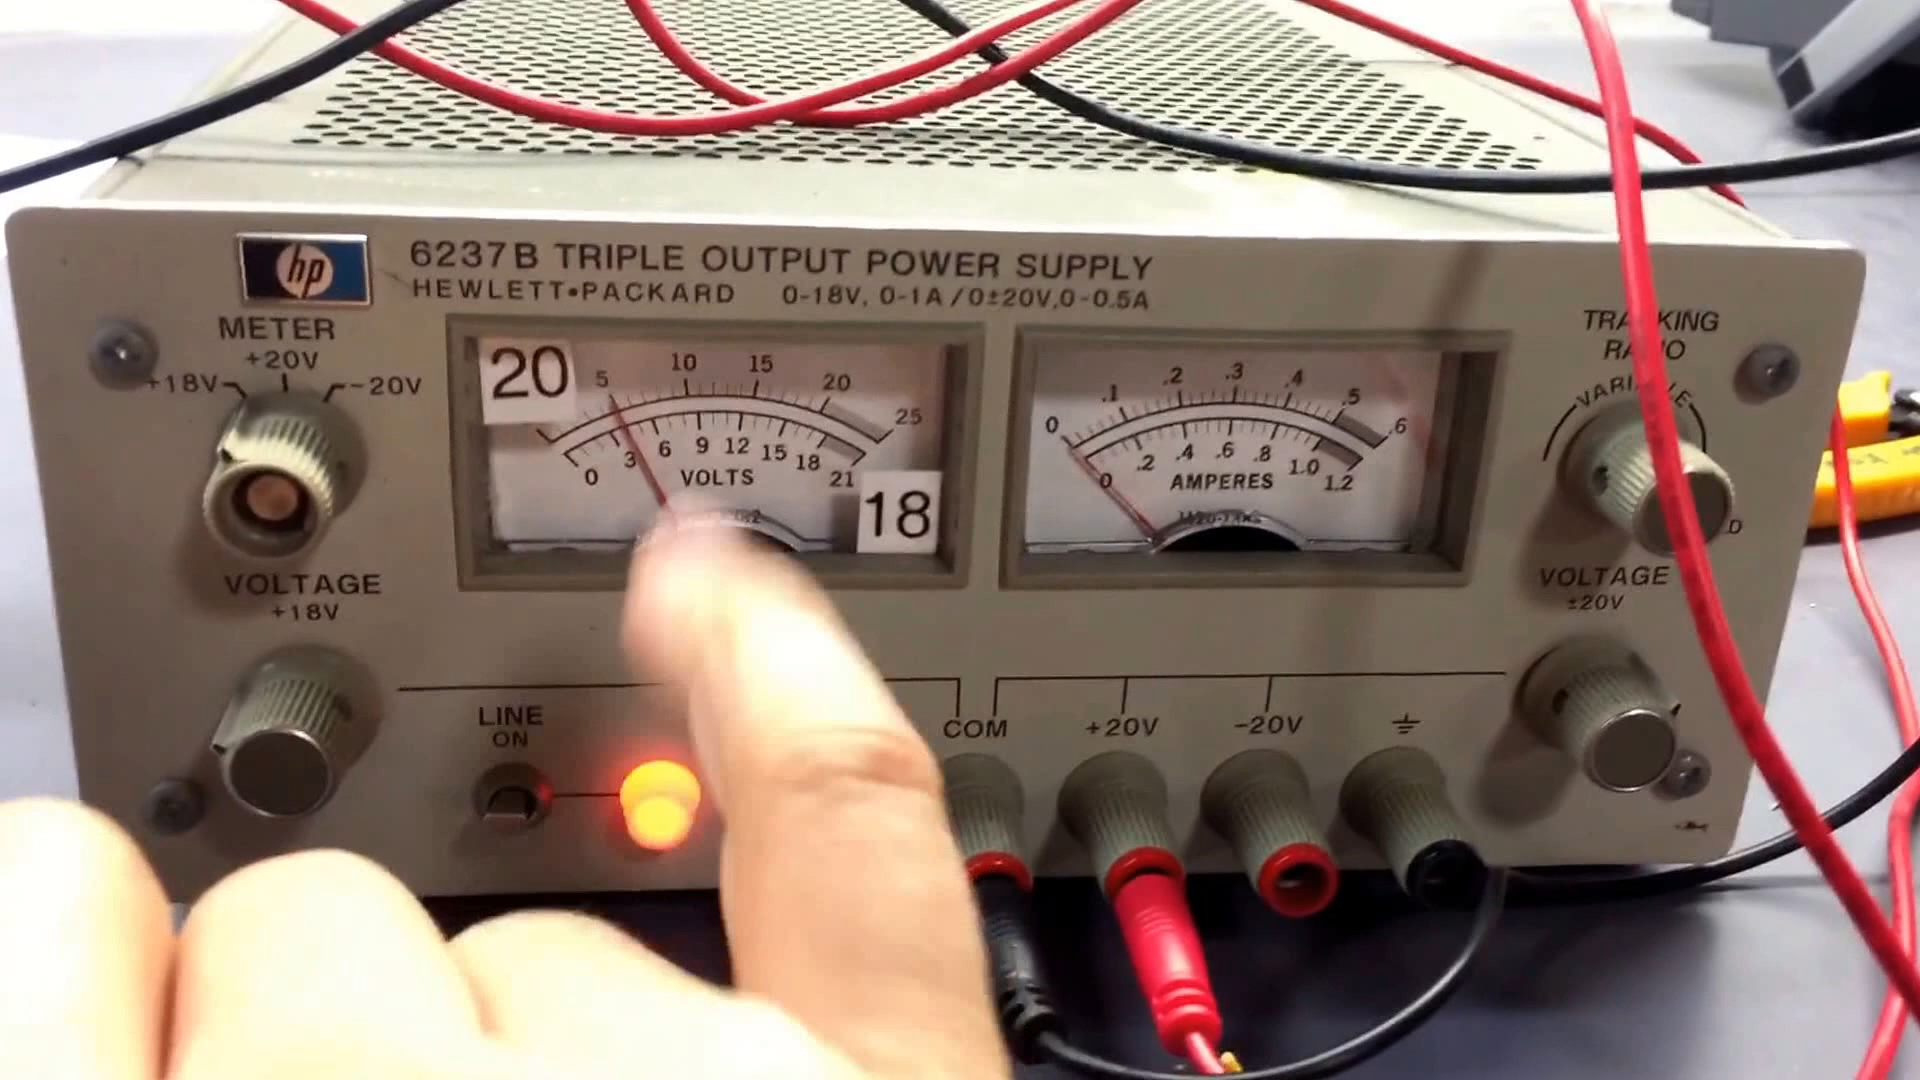 hp
6237B TRIPLE OUTPUT POWER SUPPLY
HEWLETT•PACKARD 0-18V, 0-1A/0±20V,0-0.5A
METER
+20V
+18V
-20V
VOLTAGE
+18V
20
5 10 15 20 25
0 3 6 9 12 15 18 21
VOLTS
18
0 .1 .2 .3 .4 .5 .6
0 .2 .4 .6 .8 1.0 1.2
AMPERES
TRACKING
RATIO
VARIABLE
VOLTAGE
±20V
LINE
ON
COM +20V -20V